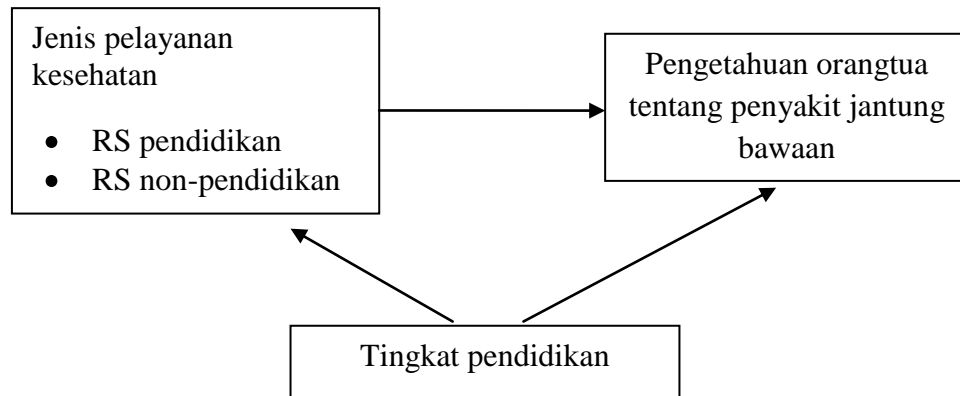 Jenis pelayanan
kesehatan
• RS pendidikan
• RS non-pendidikan
Pengetahuan orangtua
tentang penyakit jantung
bawaan
Tingkat pendidikan